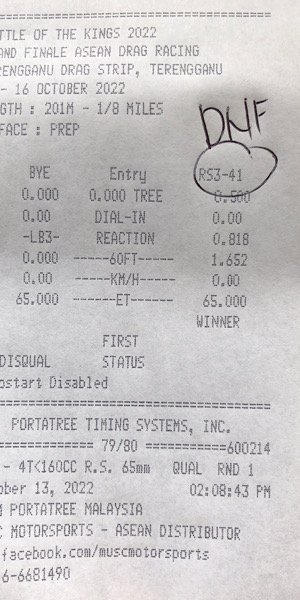 =====================================
TTLE OF THE KINGS 2022
AND FINALE ASEAN DRAG RACING
RENGGANU DRAG STRIP, TERENGGANU
- 16 OCTOBER 2022
GTH : 201M - 1/8 MILES
FACE : PREP
DNF
BYE Entry RS3-41
0.000 0.000 TREE 0.500
0.00 DIAL-IN 0.00
-LB3- REACTION 0.818
0.000 -----60FT----- 1.652
0.00 -----KM/H----- 0.00
65.000 ------ET------ 65.000
WINNER
FIRST
DISQUAL STATUS
ostart Disabled
=====================================
PORTATREE TIMING SYSTEMS, INC.
============ 79/80 ===========600214
- 4T<160CC R.S. 65mm QUAL RND 1
ober 13, 2022 02:08:43 PM
PORTATREE MALAYSIA
C MOTORSPORTS - ASEAN DISTRIBUTOR
facebook.com/muscmotorsports
6-6681490